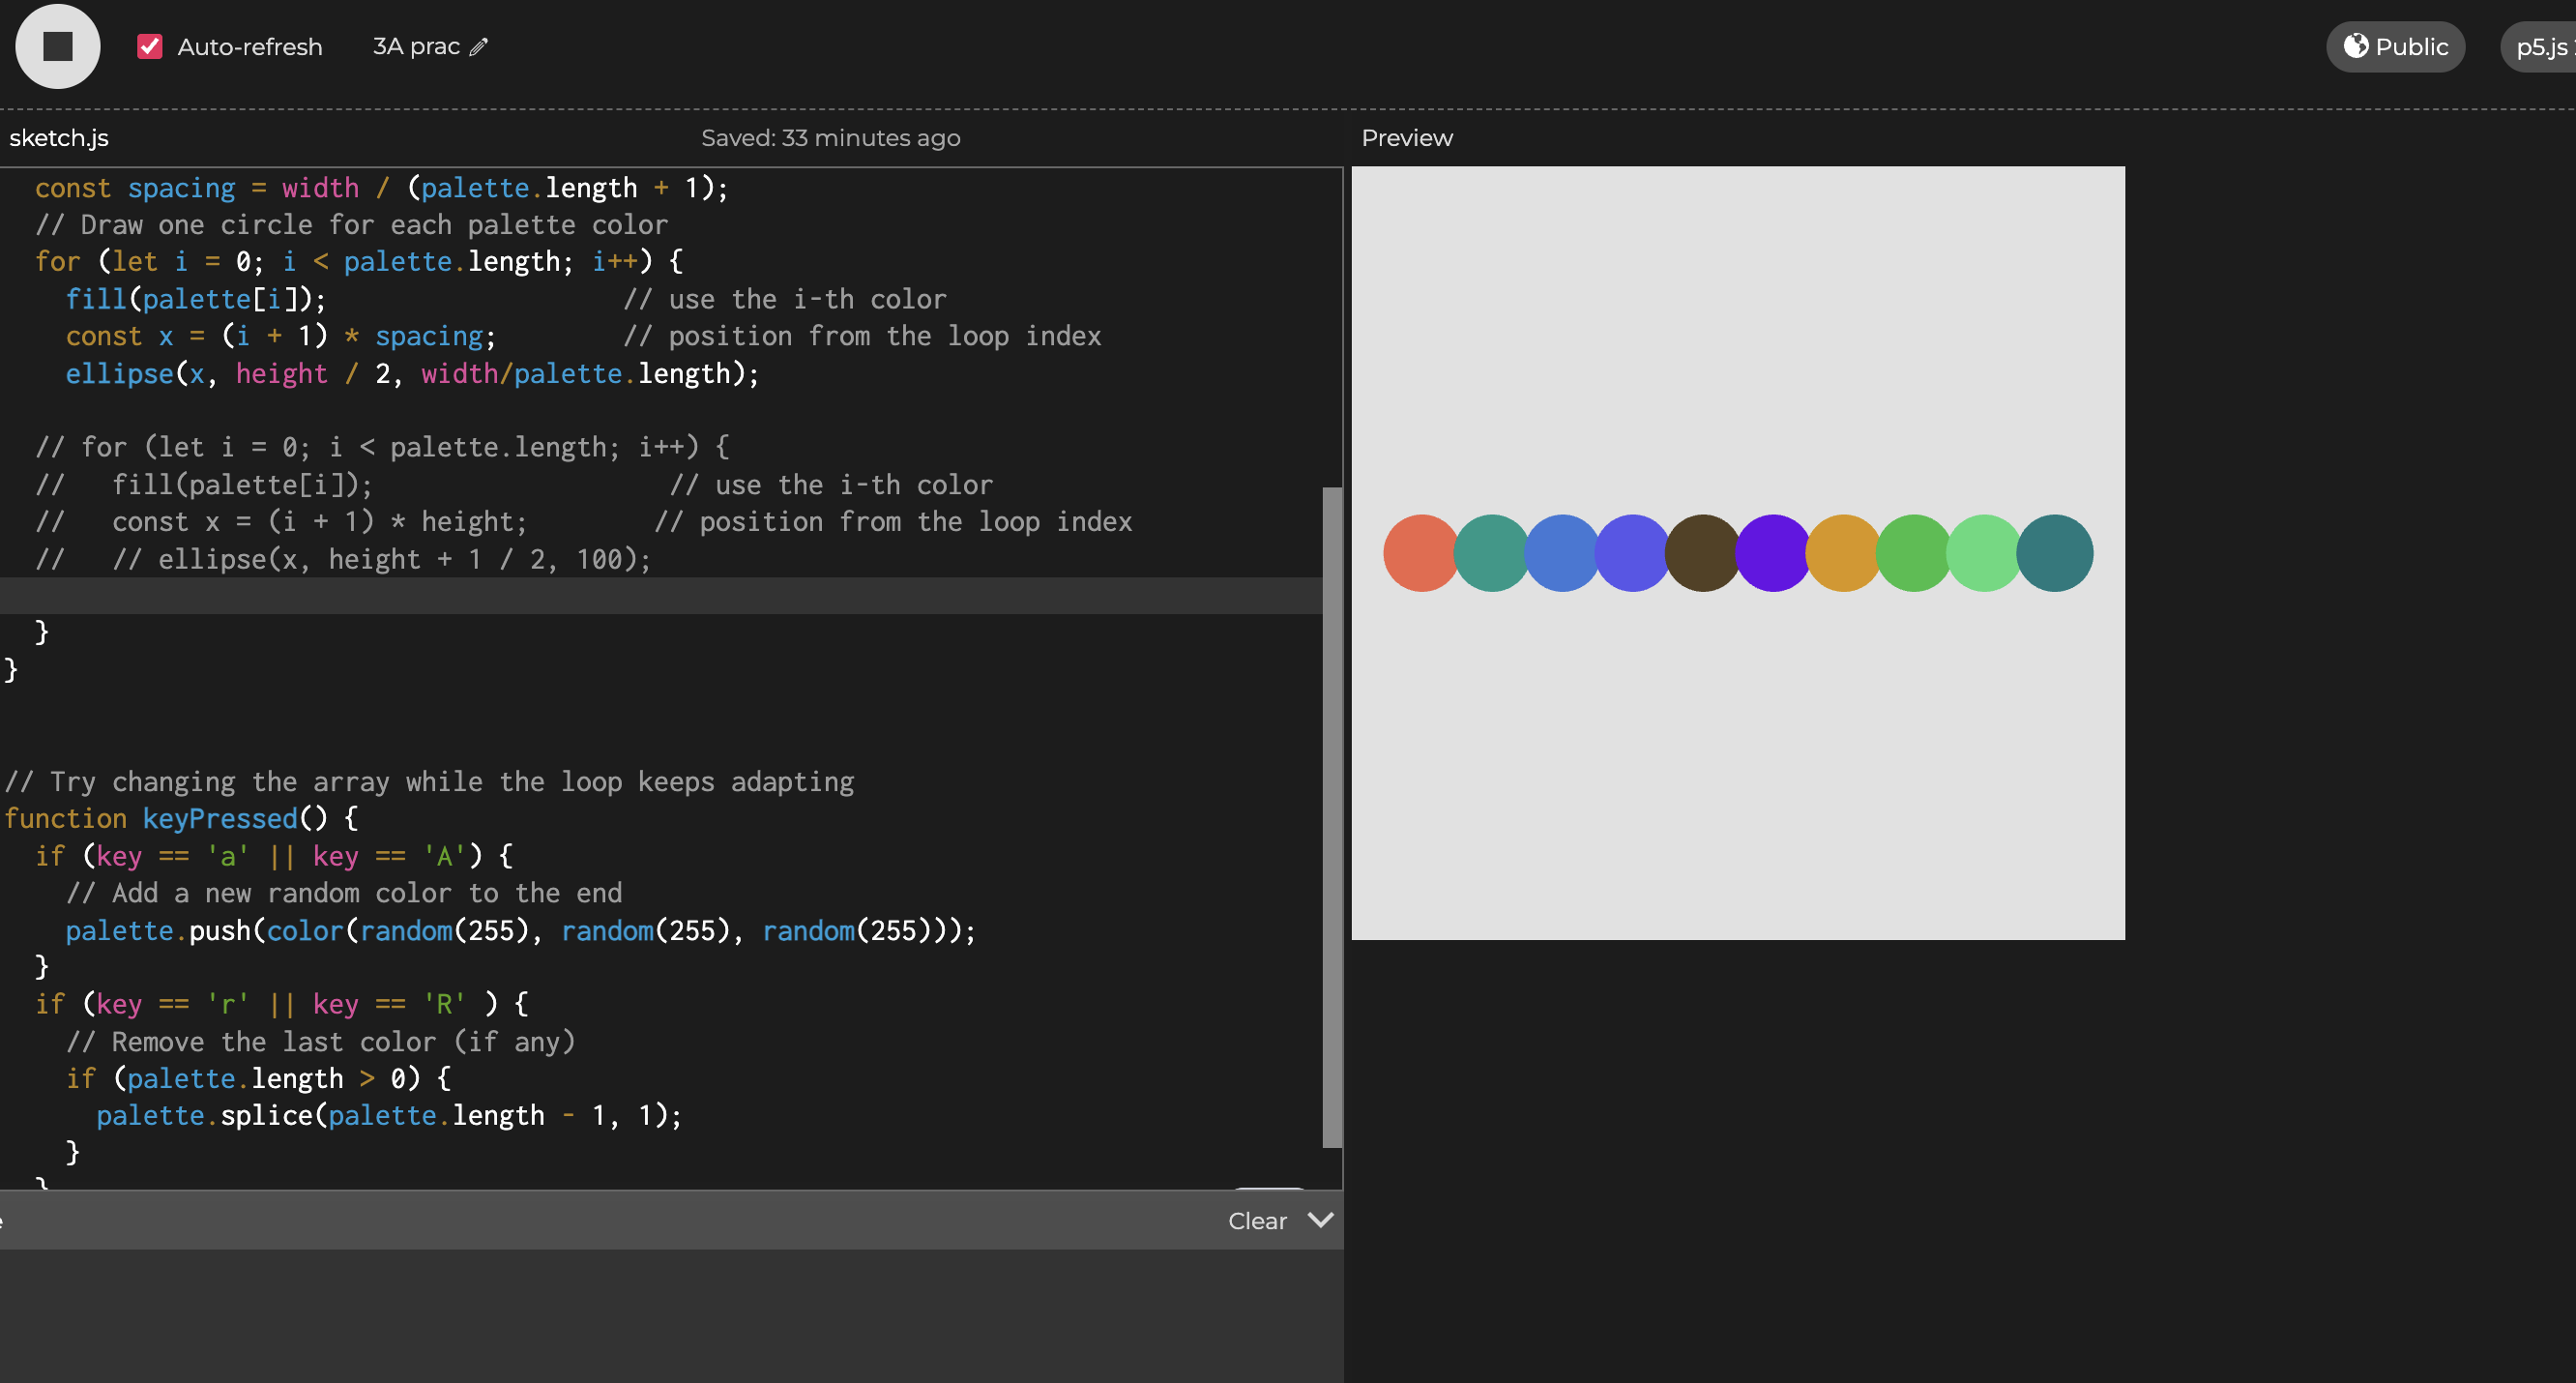 Auto-refresh
3A prac
Public
p5.js
sketch.js
Saved: 33 minutes ago
Preview
const spacing = width / (palette.length + 1);
// Draw one circle for each palette color
for (let i = 0; i < palette.length; i++) {
fill(palette[i]); // use the i-th color
const x = (i + 1) * spacing; // position from the loop index
ellipse(x, height / 2, width/palette.length);
// for (let i = 0; i < palette.length; i++) {
// fill(palette[i]); // use the i-th color
// const x = (i + 1) * height; // position from the loop index
// // ellipse(x, height + 1 / 2, 100);
}
}
// Try changing the array while the loop keeps adapting
function keyPressed() {
if (key == 'a' || key == 'A') {
// Add a new random color to the end
palette.push(color(random(255), random(255), random(255)));
}
if (key == 'r' || key == 'R' ) {
// Remove the last color (if any)
if (palette.length > 0) {
palette.splice(palette.length - 1, 1);
}
}
Clear